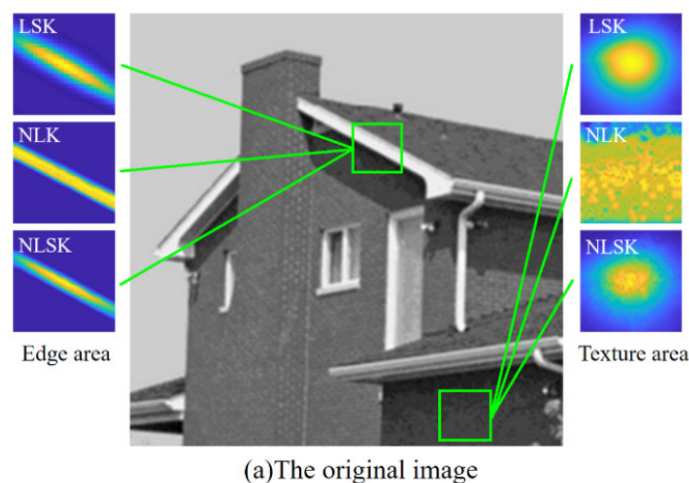 LSK
NLK
NLSK
Edge area
LSK
NLK
NLSK
Texture area
(a)The original image